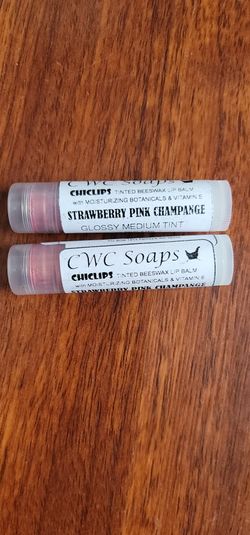 CWC Soaps
CHICLIPS TINTED BEESWAX LIP BALM
with MOISTURIZING BOTANICALS & VITAMIN E
STRAWBERRY PINK CHAMPANGE
GLOSSY MEDIUM TINT
CWC Soaps
CHICLIPS TINTED BEESWAX LIP BALM
with MOISTURIZING BOTANICALS & VITAMIN E
STRAWBERRY PINK CHAMPANGE